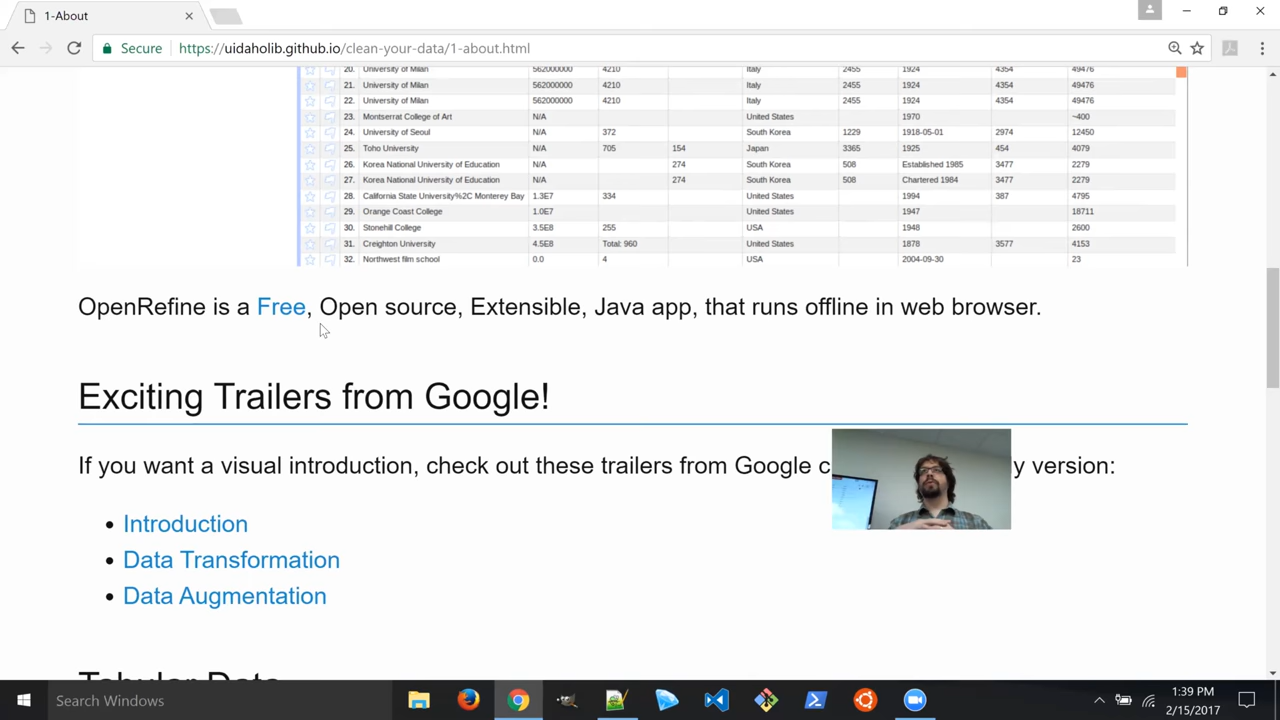 1-About
Secure
https://uidaholib.github.io/clean-your-data/1-about.html
20. University of Milan 562000000 4210 Italy 2455 1924 4354 49476
21. University of Milan 562000000 4210 Italy 2455 1924 4354 49476
22. University of Milan 562000000 4210 Italy 2455 1924 4354 49476
23. Montserrat College of Art N/A United States 1970 ~400
24. University of Seoul N/A 372 South Korea 1229 1918-05-01 2974 12450
25. Toho University N/A 705 154 Japan 3365 1925 454 4079
26. Korea National University of Education N/A 274 South Korea 508 Established 1985 3477 2279
27. Korea National University of Education N/A 274 South Korea 508 Chartered 1984 3477 2279
28. California State University%2C Monterey Bay 1.3E7 334 United States 1994 387 4795
29. Orange Coast College 1.0E7 United States 1947 18711
30. Stonehill College 3.5E8 255 USA 1948 2600
31. Creighton University 4.5E8 Total: 960 United States 1878 3577 4153
32. Northwest film school 0.0 4 USA 2004-09-30 23
OpenRefine is a Free, Open source, Extensible, Java app, that runs offline in web browser.
Exciting Trailers from Google!
If you want a visual introduction, check out these trailers from Google version:
Introduction
Data Transformation
Data Augmentation
Tabular Data
Search Windows
1:39 PM
2/15/2017